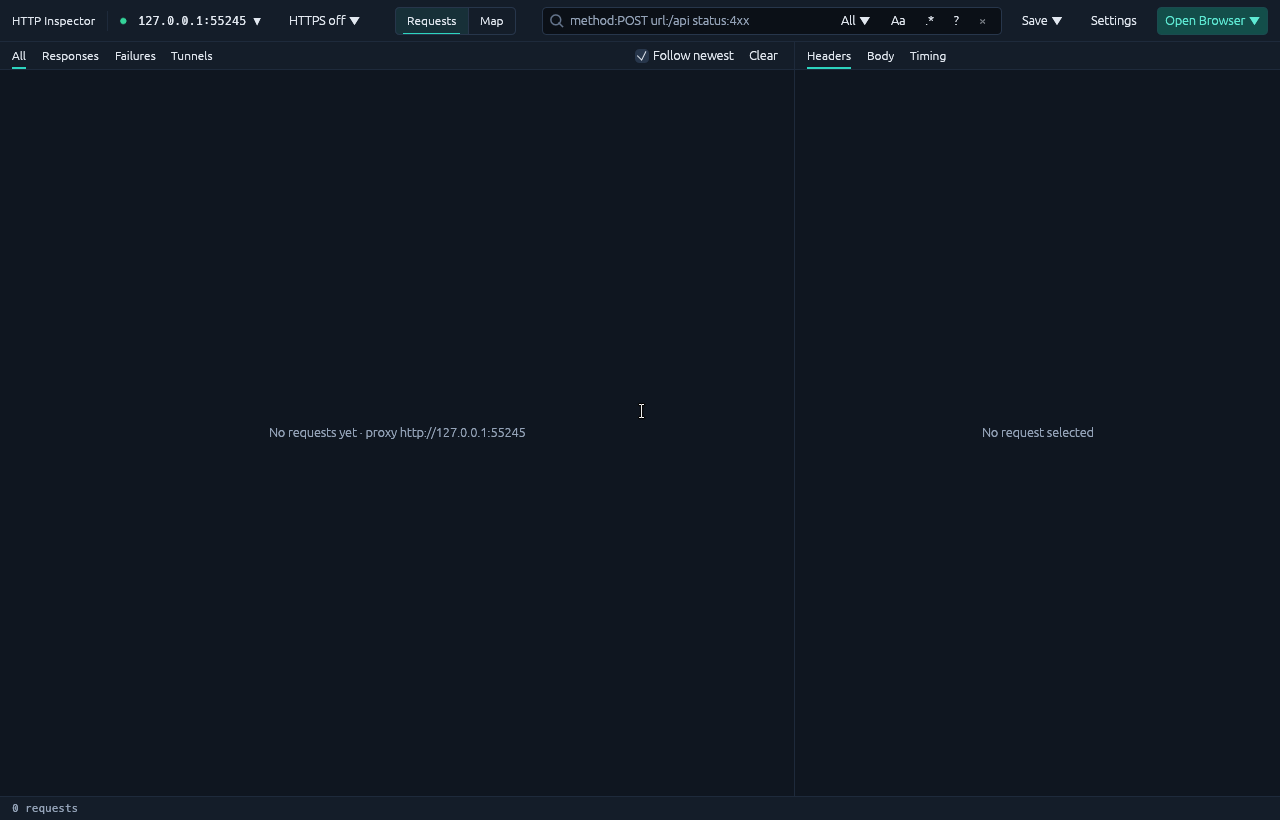 HTTP Inspector 127.0.0.1:55245 ▼ HTTPS off ▼ Requests Map method:POST url:/api status:4xx All ▼ Aa .* ? × Save ▼ Settings Open Browser ▼
All Responses Failures Tunnels Follow newest Clear Headers Body Timing
No requests yet · proxy http://127.0.0.1:55245 No request selected
0 requests